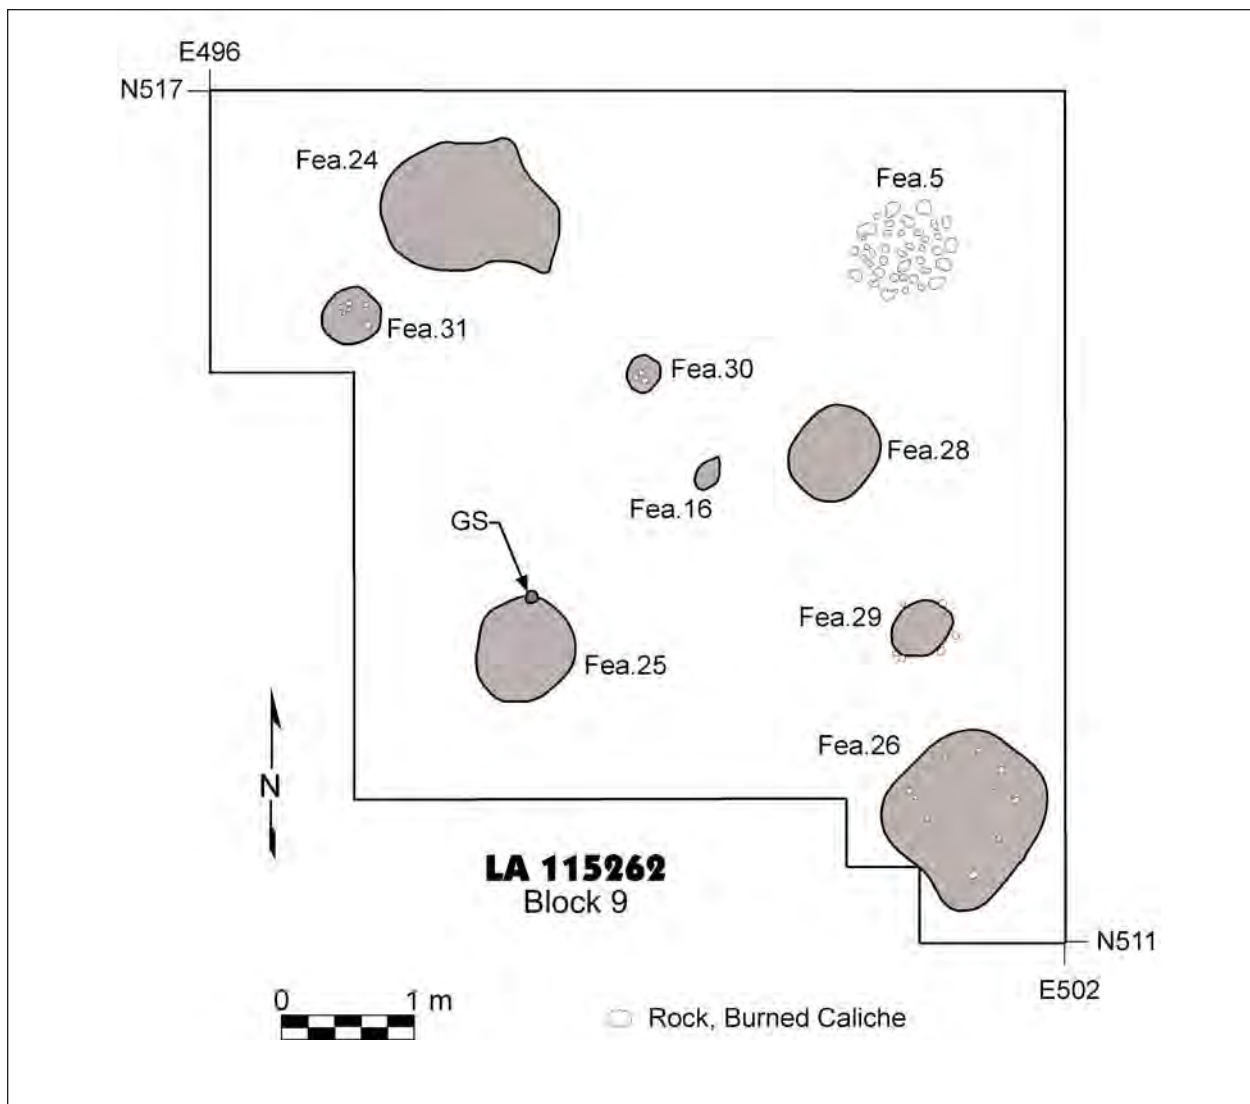 E496
N517
Fea.24
Fea.5
Fea.31
Fea.30
Fea.28
Fea.16
GS
Fea.29
Fea.25
Fea.26
N
LA 115262
Block 9
N511
E502
0 1 m
Rock, Burned Caliche